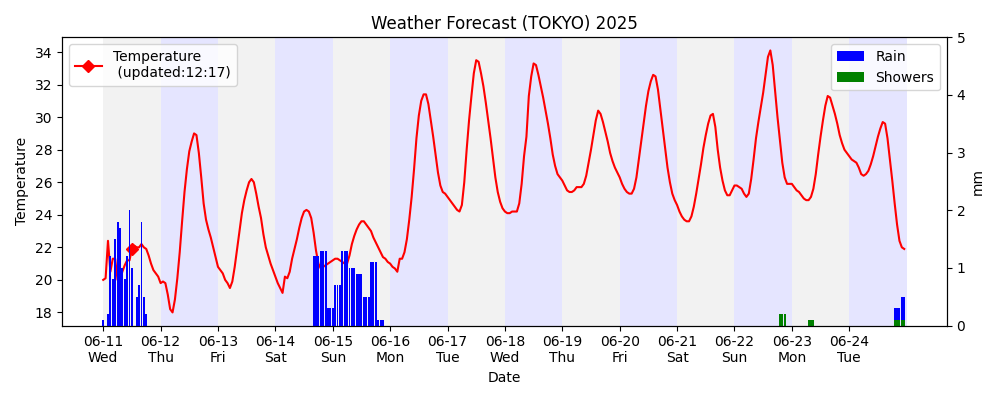 Weather Forecast (TOKYO) 2025
Temperature
(updated:12:17)
Rain
Showers
34
32
30
28
26
24
22
20
18
Temperature
5
4
3
2
1
0
mm
06-11 06-12 06-13 06-14 06-15 06-16 06-17 06-18 06-19 06-20 06-21 06-22 06-23 06-24
Wed Thu Fri Sat Sun Mon Tue Wed Thu Fri Sat Sun Mon Tue
Date